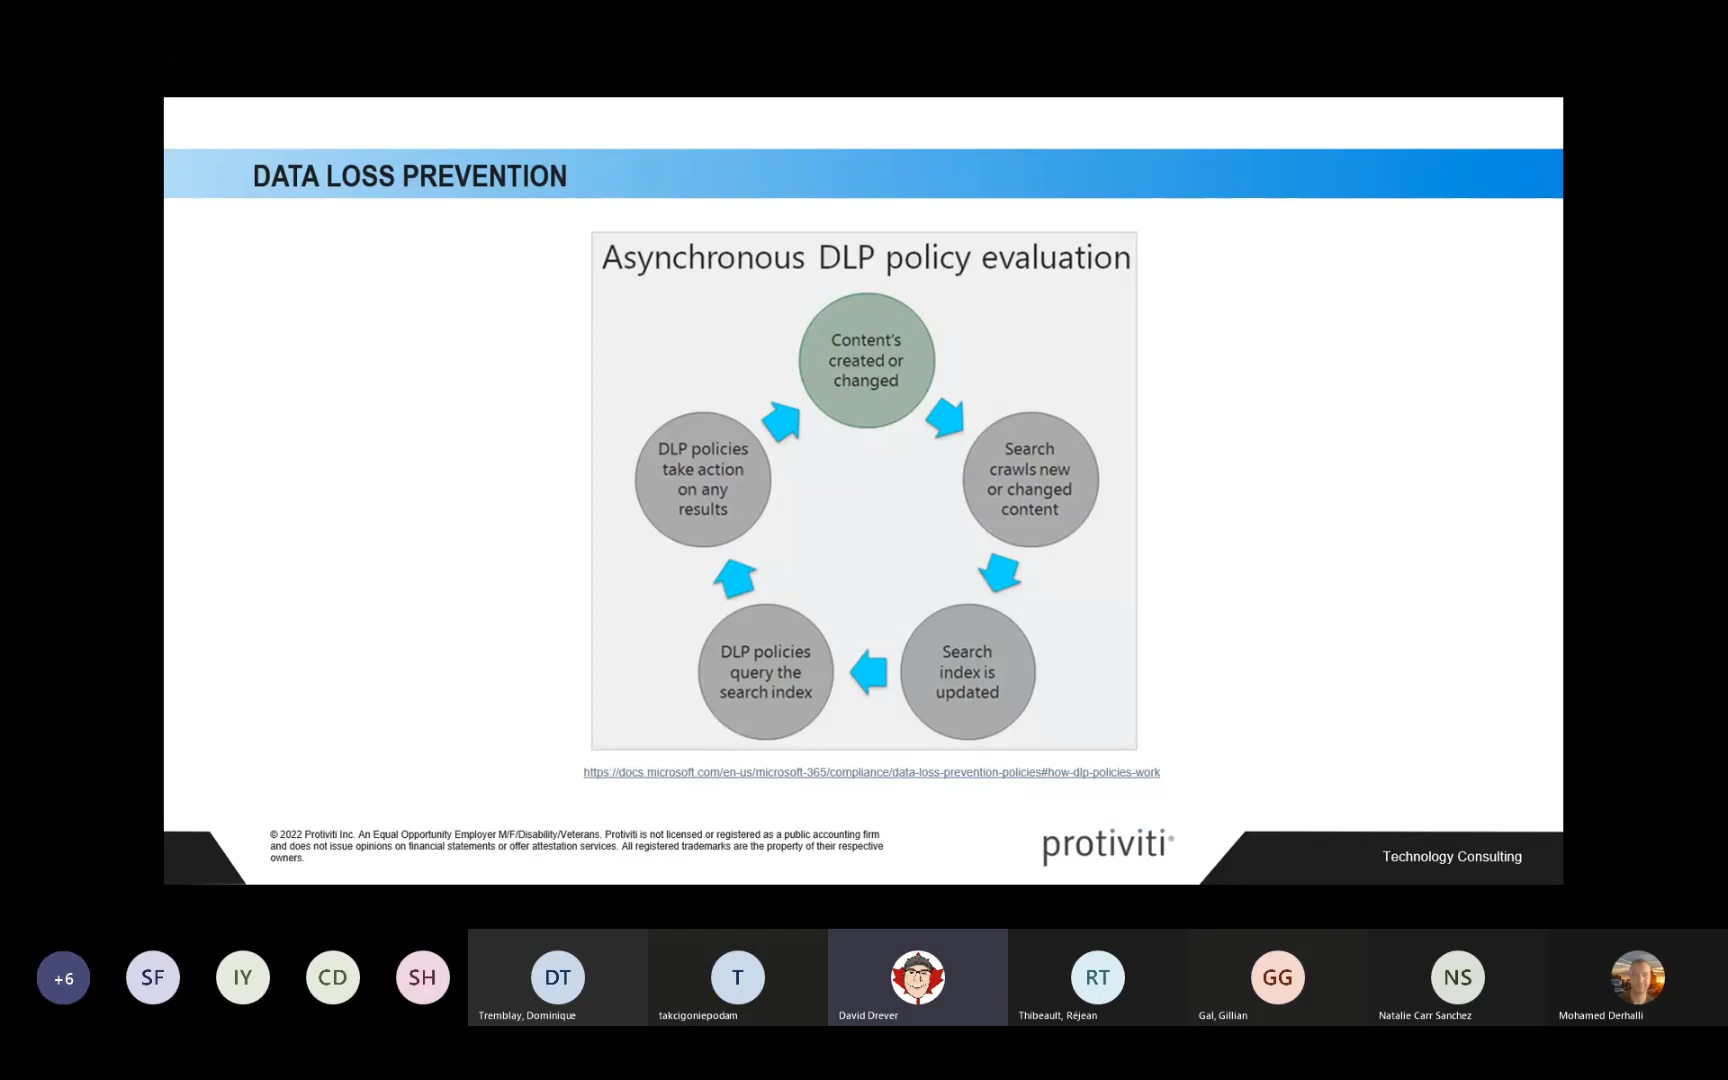 DATA LOSS PREVENTION
Asynchronous DLP policy evaluation
Content's
created or
changed
Search
crawls new
or changed
content
Search
index is
updated
DLP policies
query the
search index
DLP policies
take action
on any
results
https://docs.microsoft.com/en-us/microsoft-365/compliance/data-loss-prevention-policies#how-dlp-policies-work
© 2022 Protiviti Inc. An Equal Opportunity Employer M/F/Disability/Veterans. Protiviti is not licensed or registered as a public accounting firm
and does not issue opinions on financial statements or offer attestation services. All registered trademarks are the property of their respective
owners.
protiviti®
Technology Consulting
+6
SF
IY
CD
SH
DT
Tremblay, Dominique
T
takcigoniepodam
David Drever
RT
Thibeault, Réjean
GG
Gal, Gillian
NS
Natalie Carr Sanchez
Mohamed Derhalli